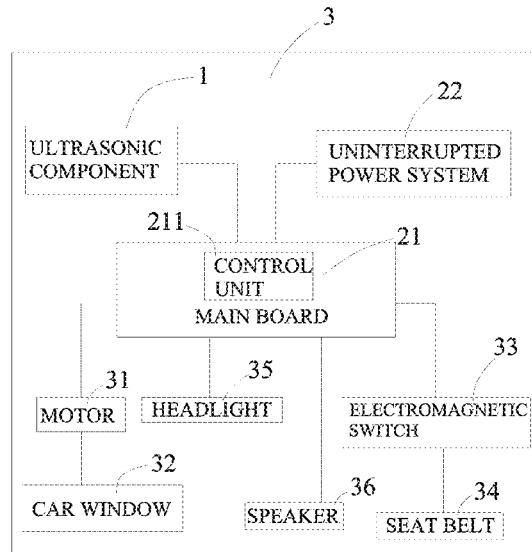 3
1
22
ULTRASONIC
COMPONENT
UNINTERRUPTED
POWER SYSTEM
211
21
CONTROL
UNIT
MAIN BOARD
33
31
35
MOTOR
HEADLIGHT
ELECTROMAGNETIC
SWITCH
32
36
34
CAR WINDOW
SPEAKER
SEAT BELT